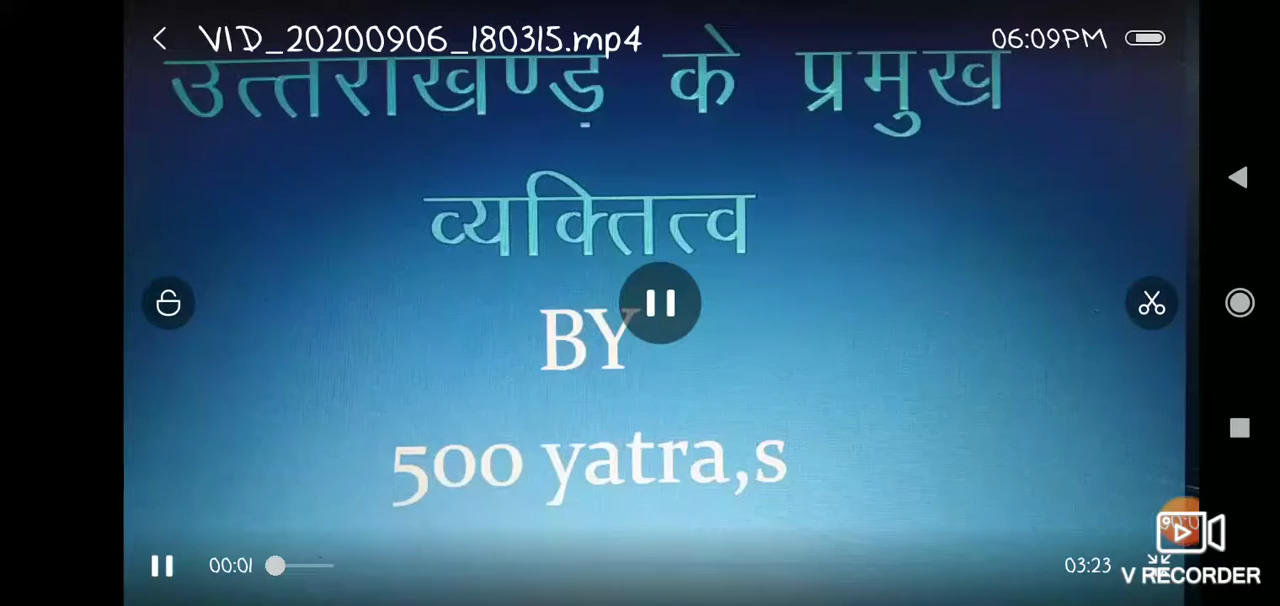 VID_20200906_180315.mp4
06:09PM
उत्तराखण्ड़ के प्रमुख
व्यक्तित्व
BY
500 yatra,s
00:01
03:23
V RECORDER